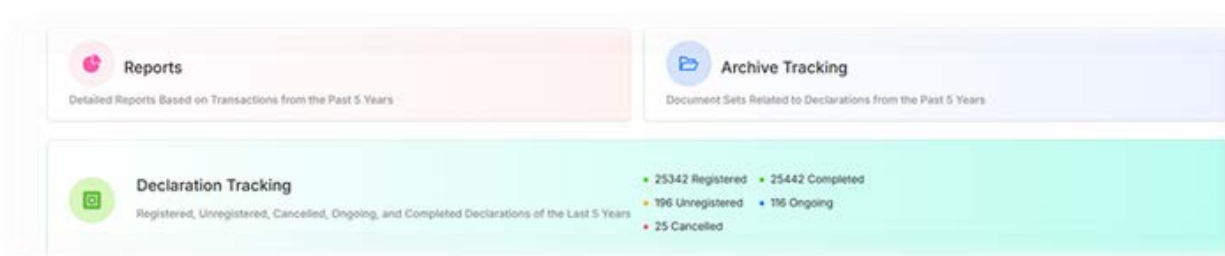 Reports
Detailed Reports Based on Transactions from the Past 5 Years
Archive Tracking
Document Sets Related to Declarations from the Past 5 Years
Declaration Tracking
Registered, Unregistered, Cancelled, Ongoing, and Completed Declarations of the Last 5 Years
25342 Registered
25442 Completed
196 Unregistered
116 Ongoing
25 Cancelled